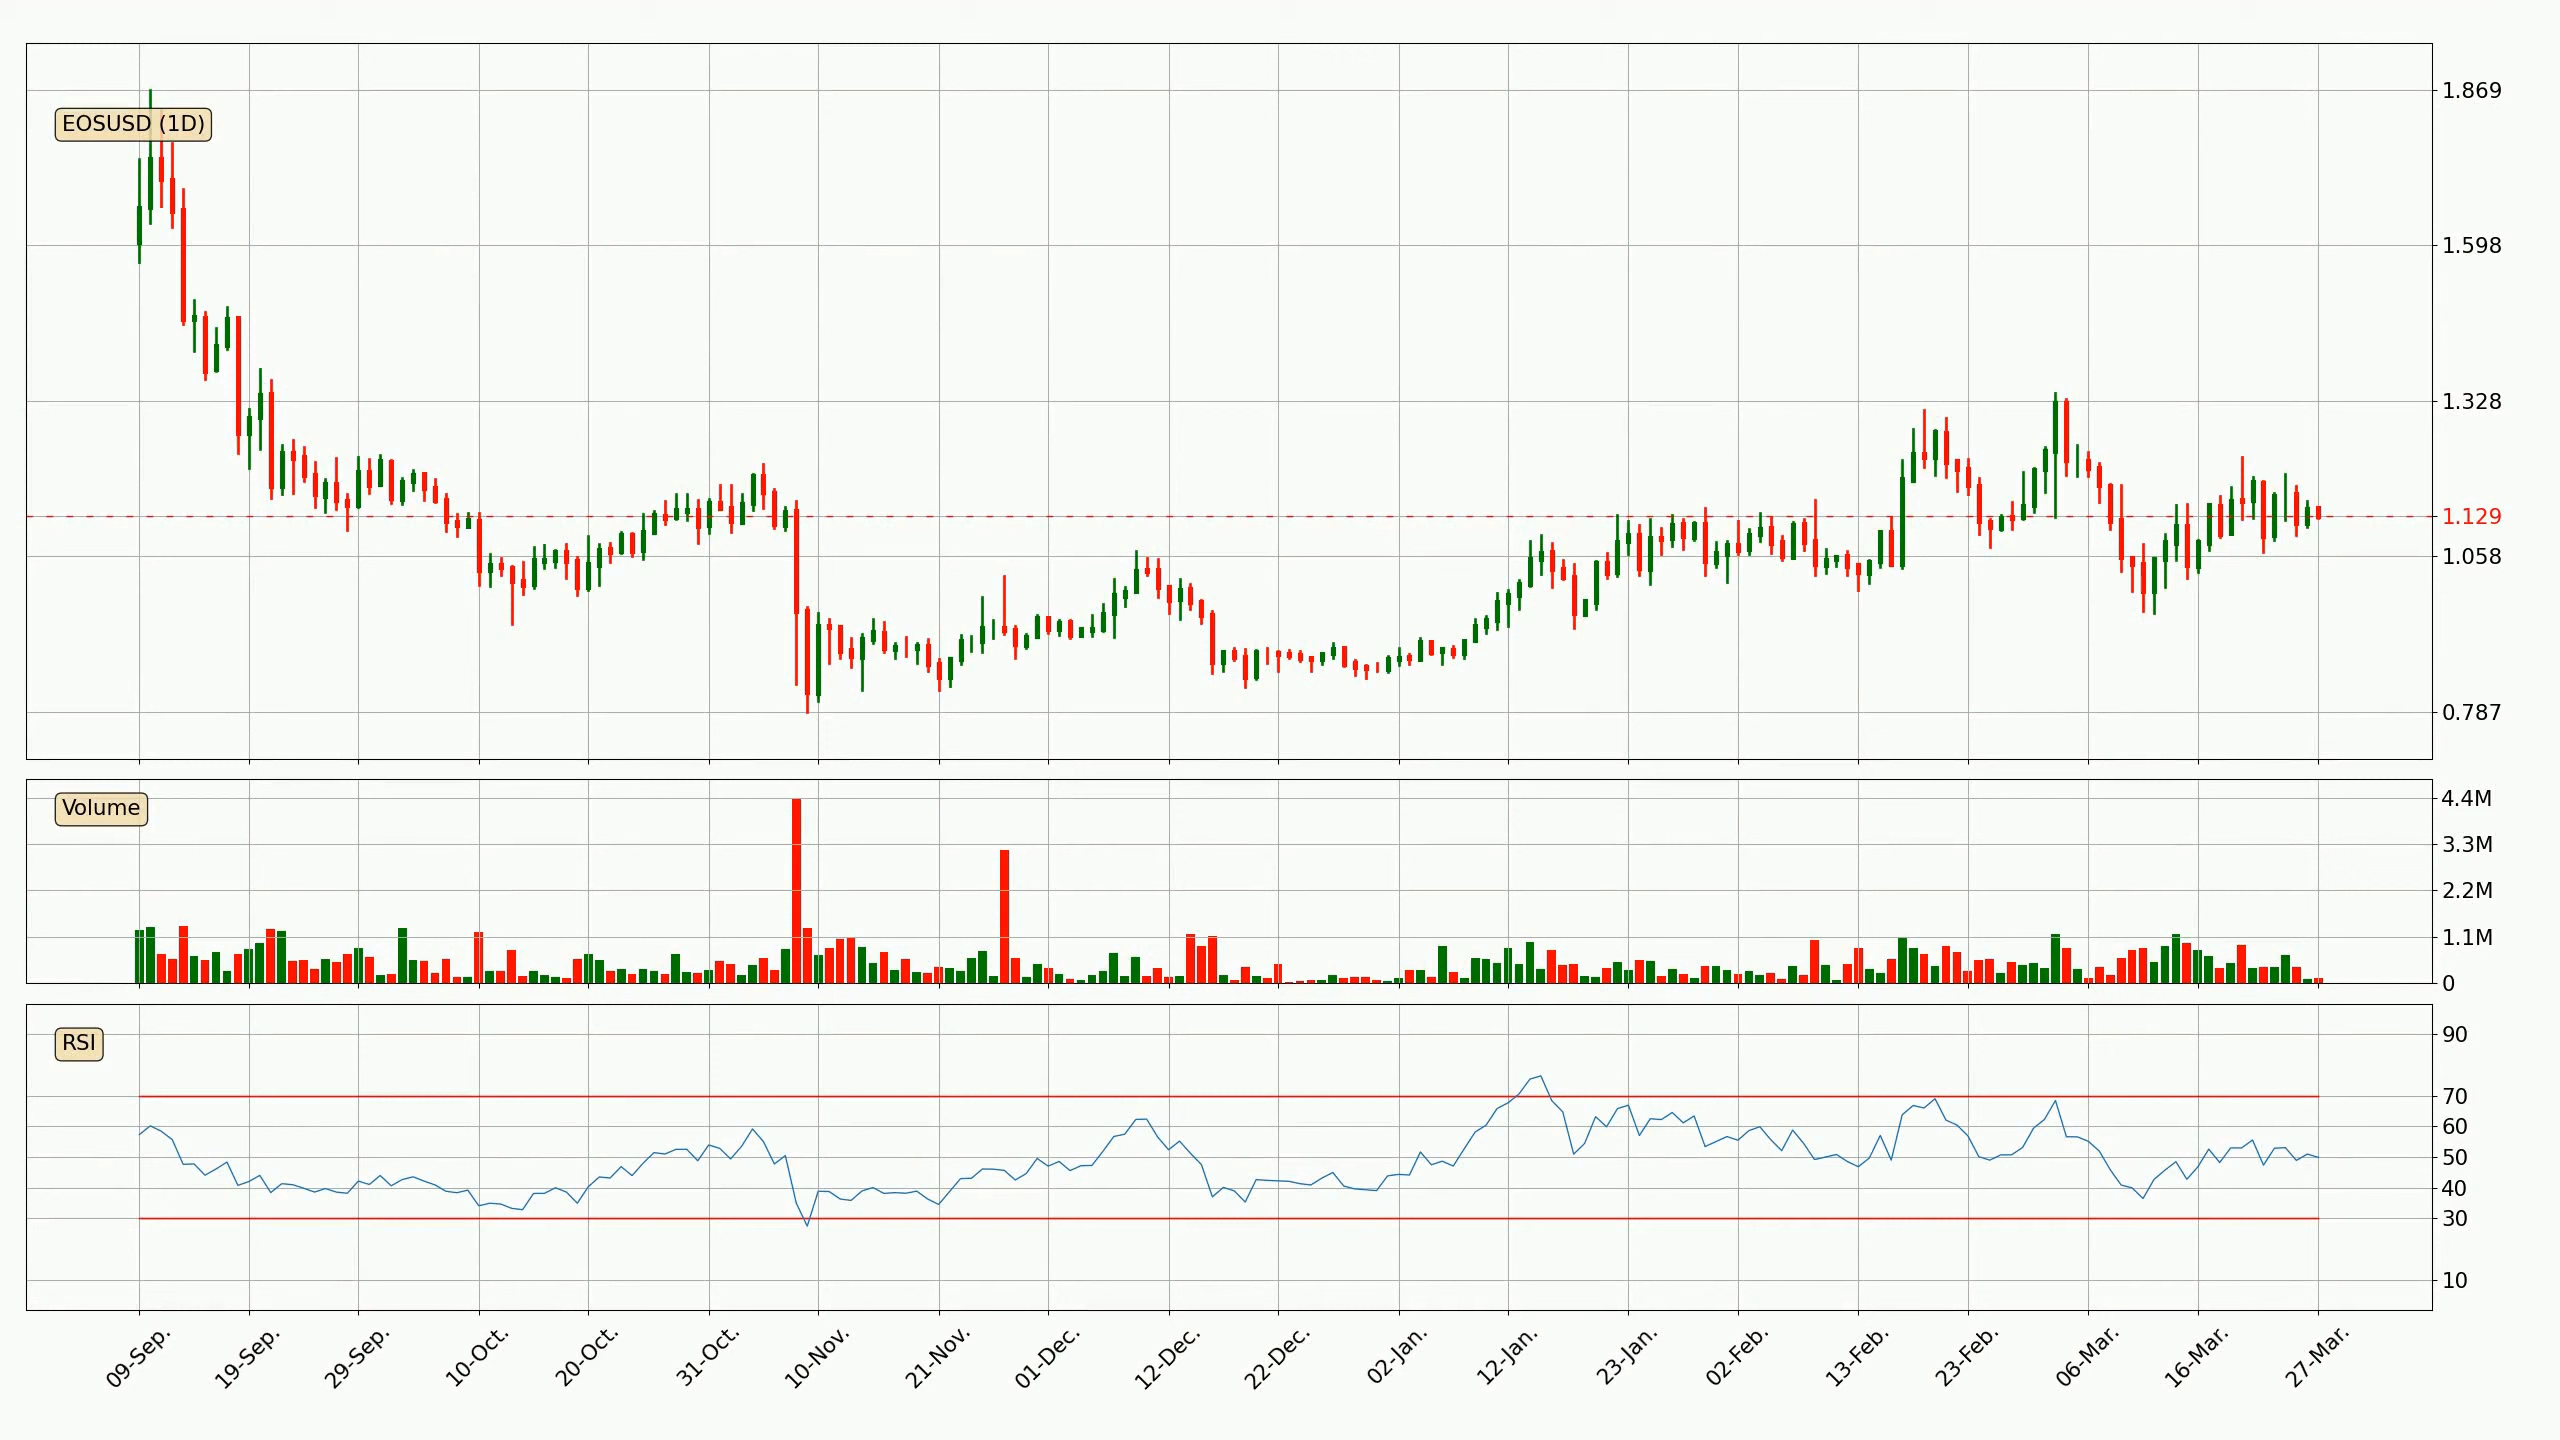 EOSUSD (1D)
1.869
1.598
1.328
1.129
1.058
0.787
Volume
4.4M
3.3M
2.2M
1.1M
0
RSI
90
70
60
50
40
30
10
09-Sep.
19-Sep.
29-Sep.
10-Oct.
20-Oct.
31-Oct.
10-Nov.
21-Nov.
01-Dec.
12-Dec.
22-Dec.
02-Jan.
12-Jan.
23-Jan.
02-Feb.
13-Feb.
23-Feb.
06-Mar.
16-Mar.
27-Mar.